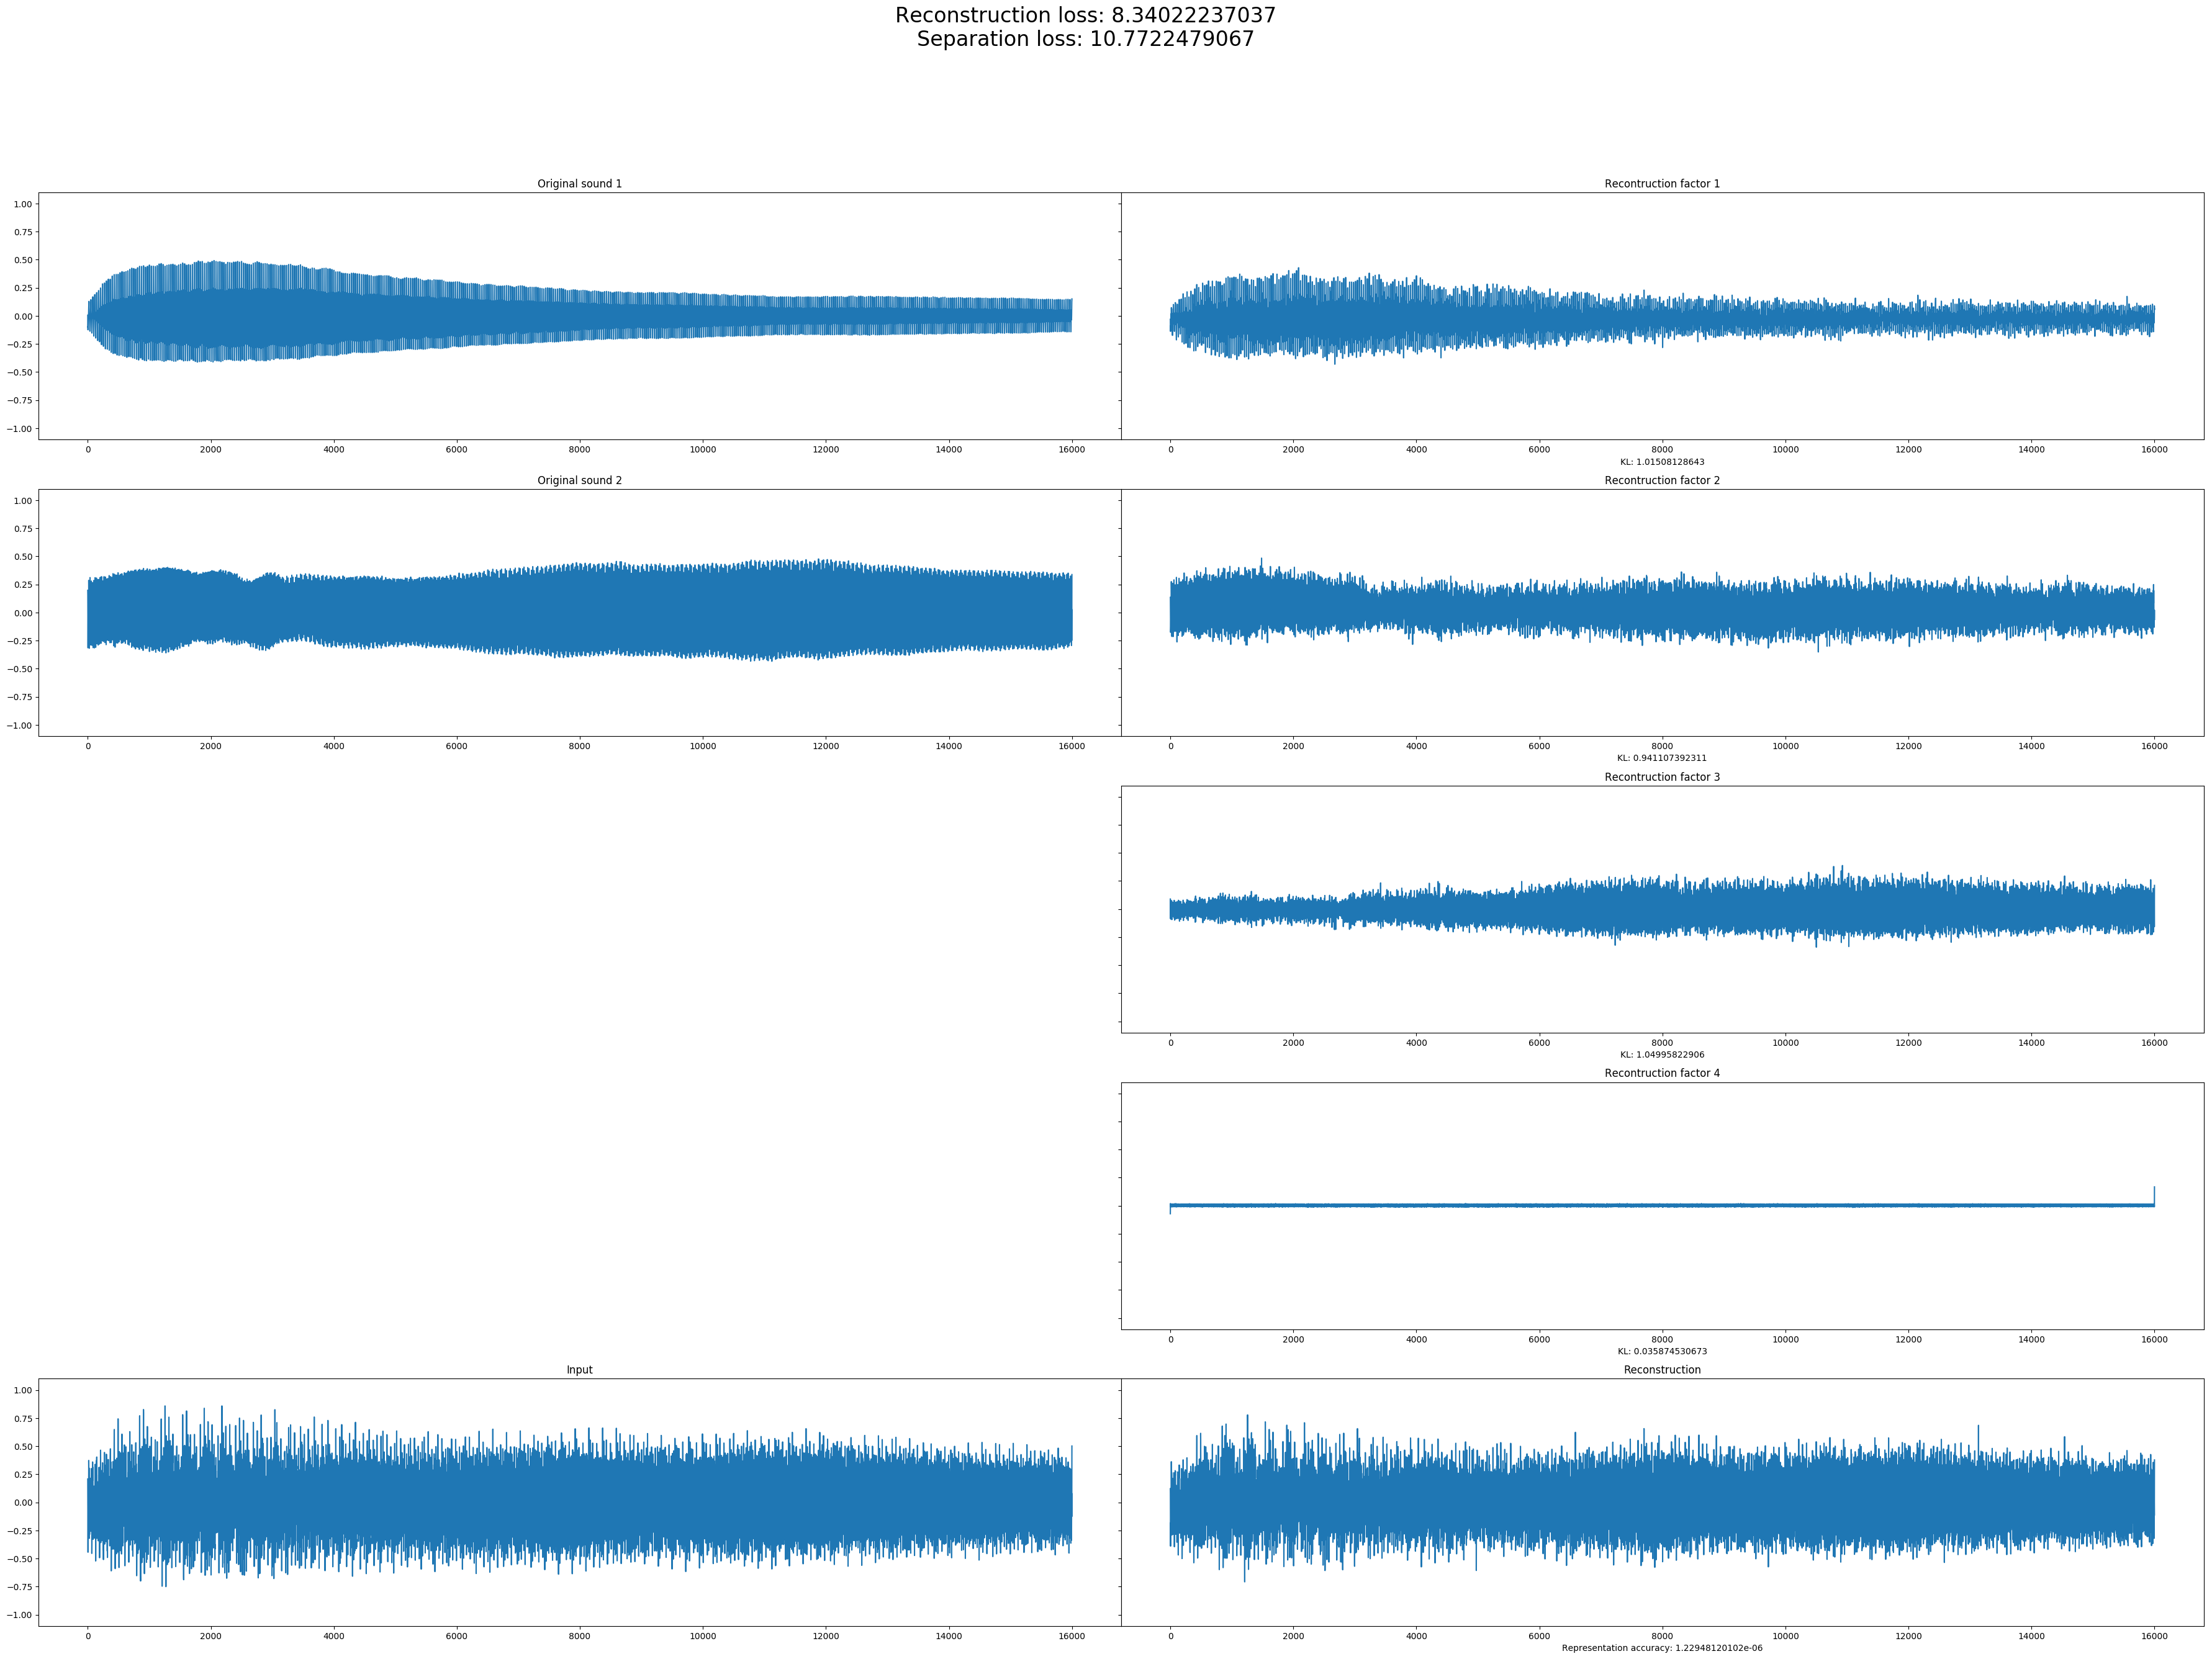 Reconstruction loss: 8.34022237037
Separation loss: 10.7722479067
Original sound 1
Recontruction factor 1
1.00
0.75
0.50
0.25
0.00
−0.25
−0.50
−0.75
−1.00
0 2000 4000 6000 8000 10000 12000 14000 16000
0 2000 4000 6000 8000 10000 12000 14000 16000
KL: 1.01508128643
Original sound 2
Recontruction factor 2
1.00
0.75
0.50
0.25
0.00
−0.25
−0.50
−0.75
−1.00
0 2000 4000 6000 8000 10000 12000 14000 16000
0 2000 4000 6000 8000 10000 12000 14000 16000
KL: 0.941107392311
Recontruction factor 3
0 2000 4000 6000 8000 10000 12000 14000 16000
KL: 1.04995822906
Recontruction factor 4
0 2000 4000 6000 8000 10000 12000 14000 16000
KL: 0.035874530673
Input
Reconstruction
1.00
0.75
0.50
0.25
0.00
−0.25
−0.50
−0.75
−1.00
0 2000 4000 6000 8000 10000 12000 14000 16000
0 2000 4000 6000 8000 10000 12000 14000 16000
Representation accuracy: 1.22948120102e-06